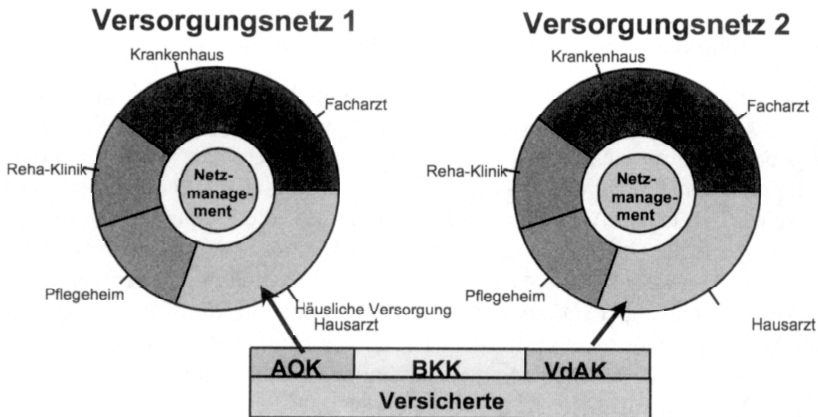 Versorgungsnetz 1
Krankenhaus
Facharzt
Reha-Klinik
Netz-
manage-
ment
Pflegeheim
Häusliche Versorgung
Hausarzt
Versorgungsnetz 2
Krankenhaus
Facharzt
Reha-Klinik
Netz-
manage-
ment
Pflegeheim
Hausarzt
AOK
BKK
VdAK
Versicherte